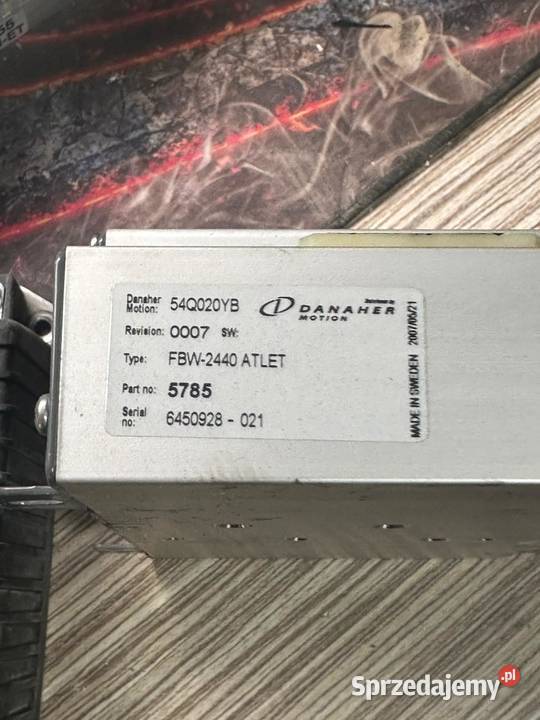 Danaher Motion: 54Q020YB
DANAHER
MOTION
Revision: 0007 SW:
Type: FBW-2440 ATLET
Part no: 5785
Serial no: 6450928 - 021
MADE IN SWEDEN 2007/05/21
Sprzedajemy.pl